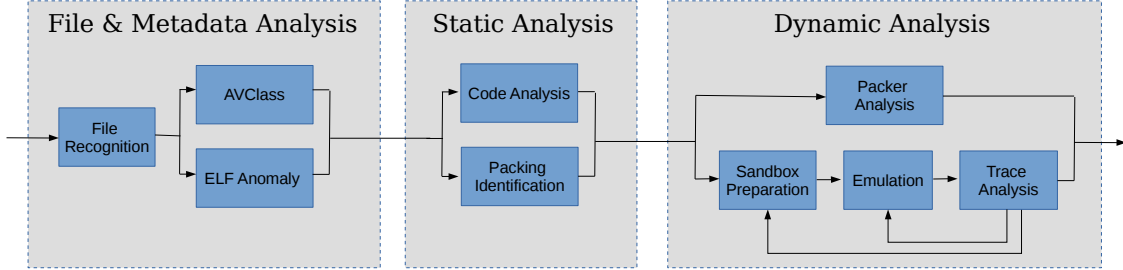 File & Metadata Analysis
File
Recognition
AVClass
ELF Anomaly
Static Analysis
Code Analysis
Packing
Identification
Dynamic Analysis
Packer
Analysis
Sandbox
Preparation
Emulation
Trace
Analysis